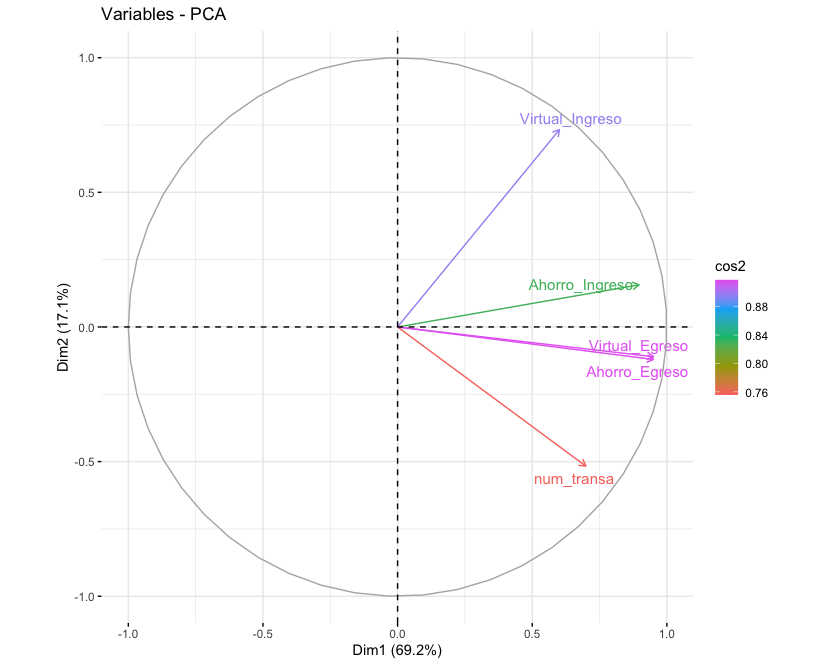 Variables - PCA
1.0
0.5
0.0
-0.5
-1.0
Dim2 (17.1%)
Virtual_Ingreso
Ahorro_Ingreso
Virtual_Egreso
Ahorro_Egreso
num_transa
-1.0
-0.5
0.0
0.5
1.0
Dim1 (69.2%)
cos2
0.88
0.84
0.80
0.76